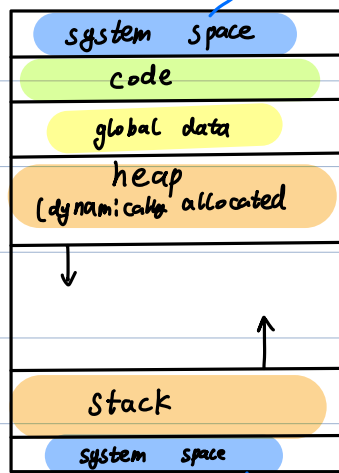 system space
code
global data
heap
(dynamically allocated
stack
system space